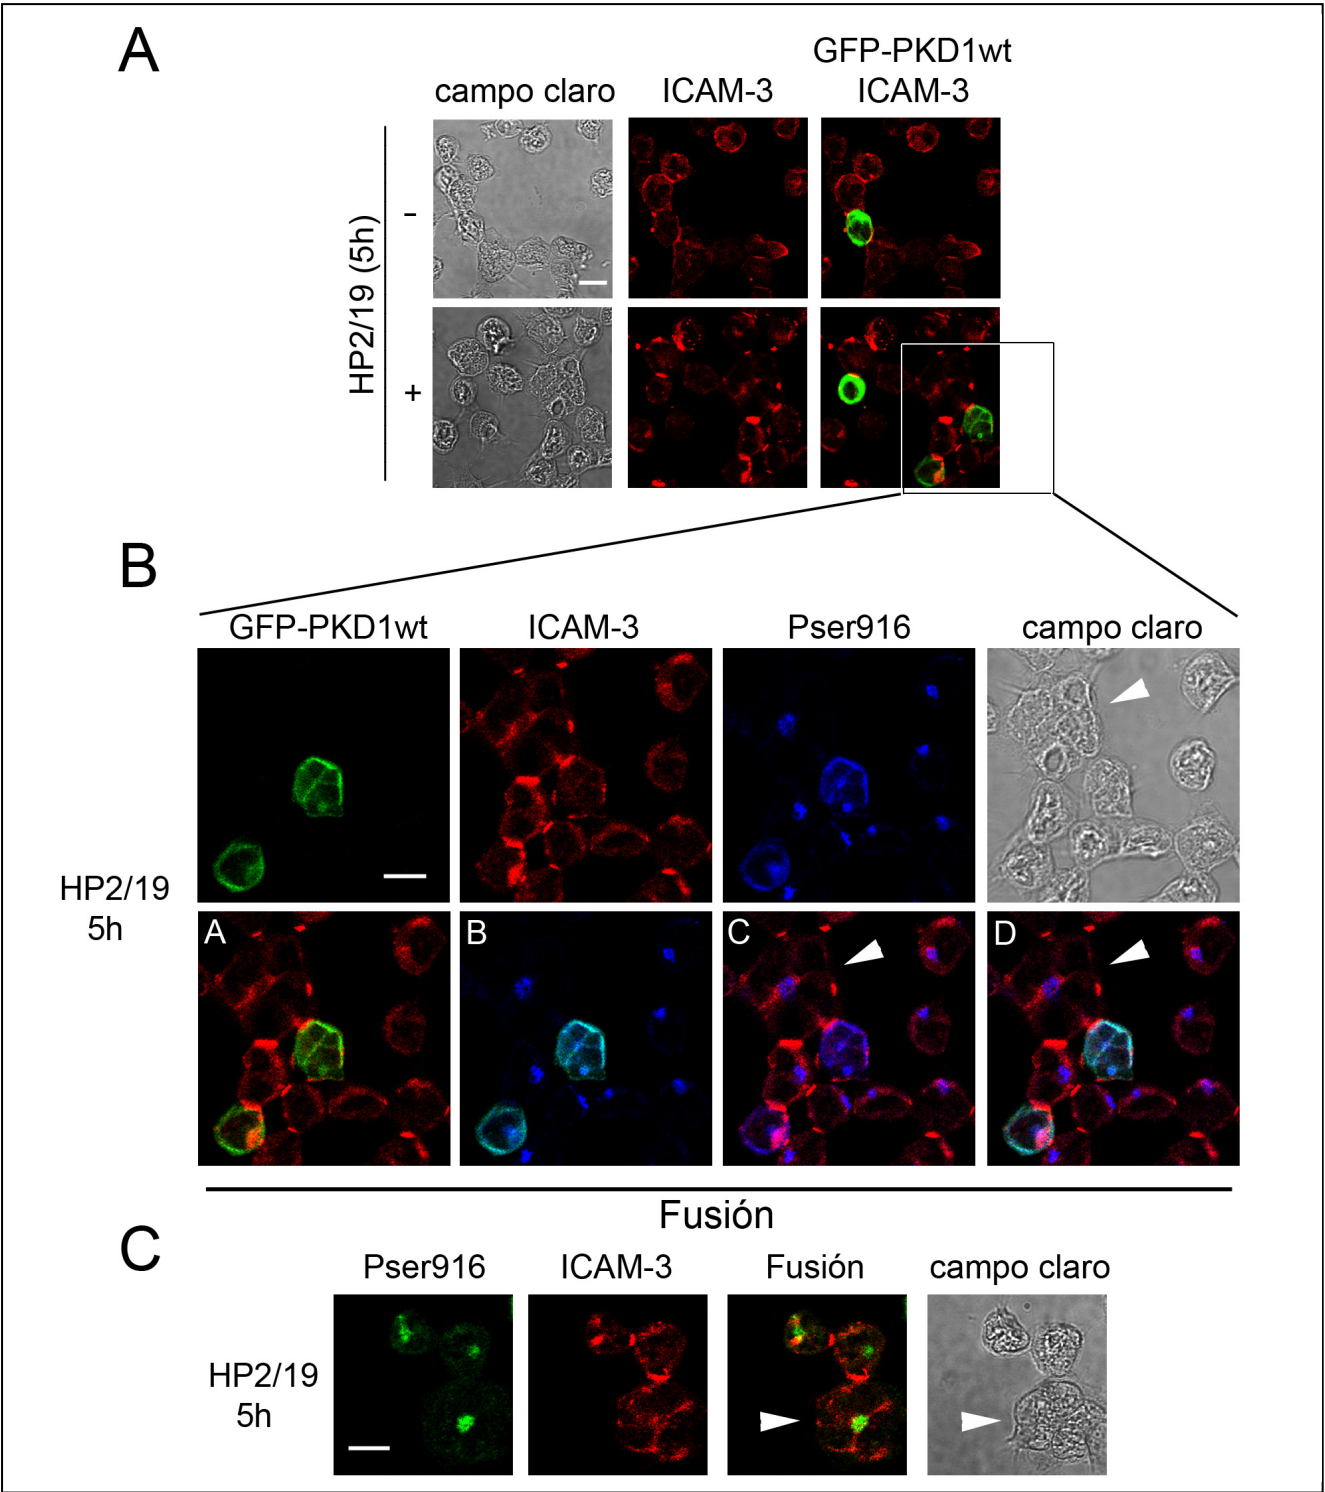 A
GFP-PKD1wt
campo claro ICAM-3 ICAM-3
HP2/19 (5h)
-
+
B
GFP-PKD1wt ICAM-3 Pser916 campo claro
HP2/19
5h
A B C D
Fusión
C
Pser916 ICAM-3 Fusión campo claro
HP2/19
5h